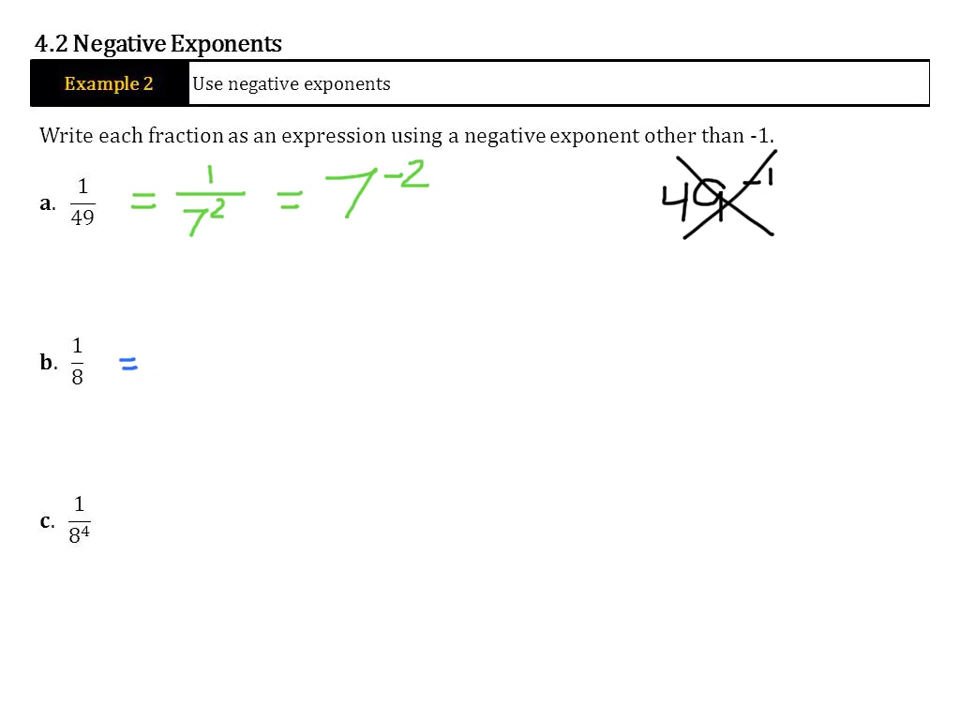 4.2 Negative Exponents
Example 2 Use negative exponents
Write each fraction as an expression using a negative exponent other than -1.
a. 1/49 = 1/7² = 7⁻² 49⁻¹
b. 1/8 =
c. 1/8⁴